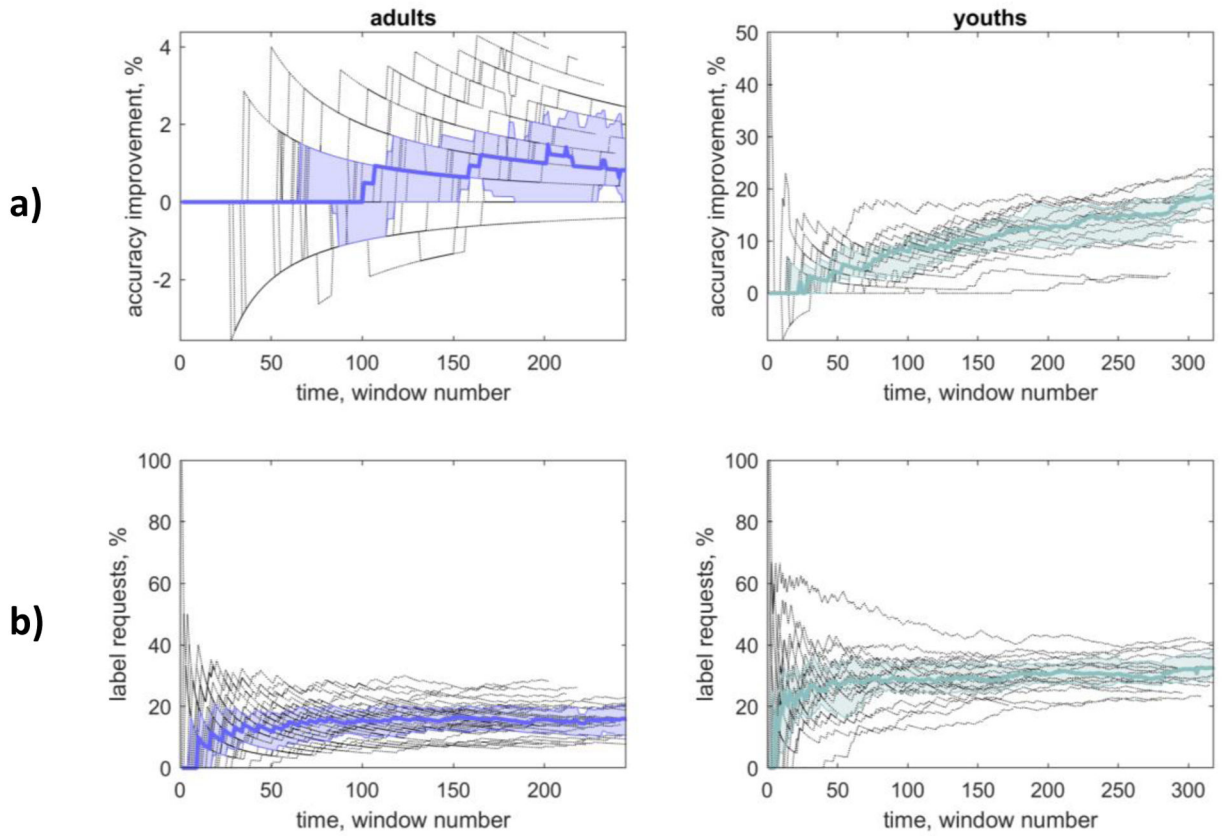 adults
youths
a)
accuracy improvement, %
4
2
0
-2
0 50 100 150 200
time, window number
accuracy improvement, %
50
40
30
20
10
0
0 50 100 150 200 250 300
time, window number
b)
label requests, %
100
80
60
40
20
0
0 50 100 150 200
time, window number
label requests, %
100
80
60
40
20
0
0 50 100 150 200 250 300
time, window number